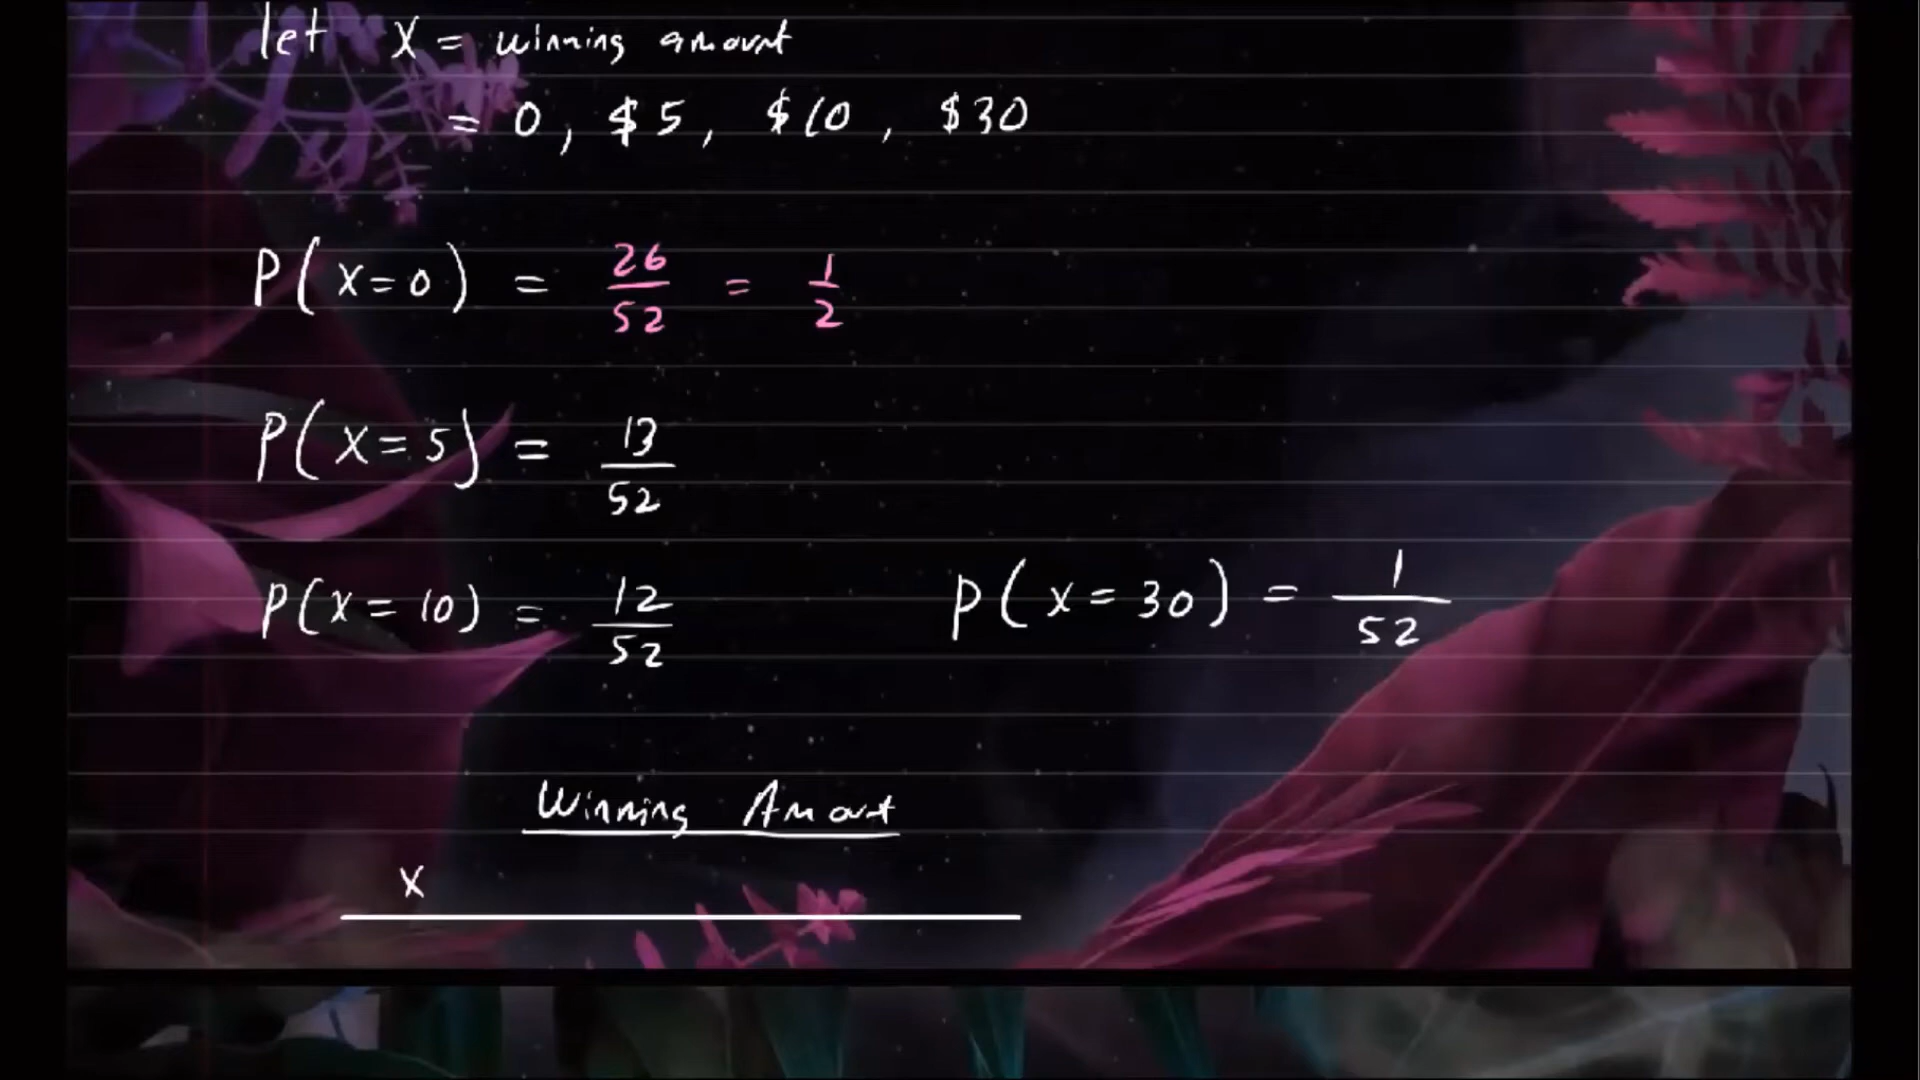 let X = winning amount
= 0, $5, $10, $30
P(X=0) = 26/52 = 1/2
P(X=5) = 13/52
P(X=10) = 12/52 P(X=30) = 1/52
Winning Amout
X